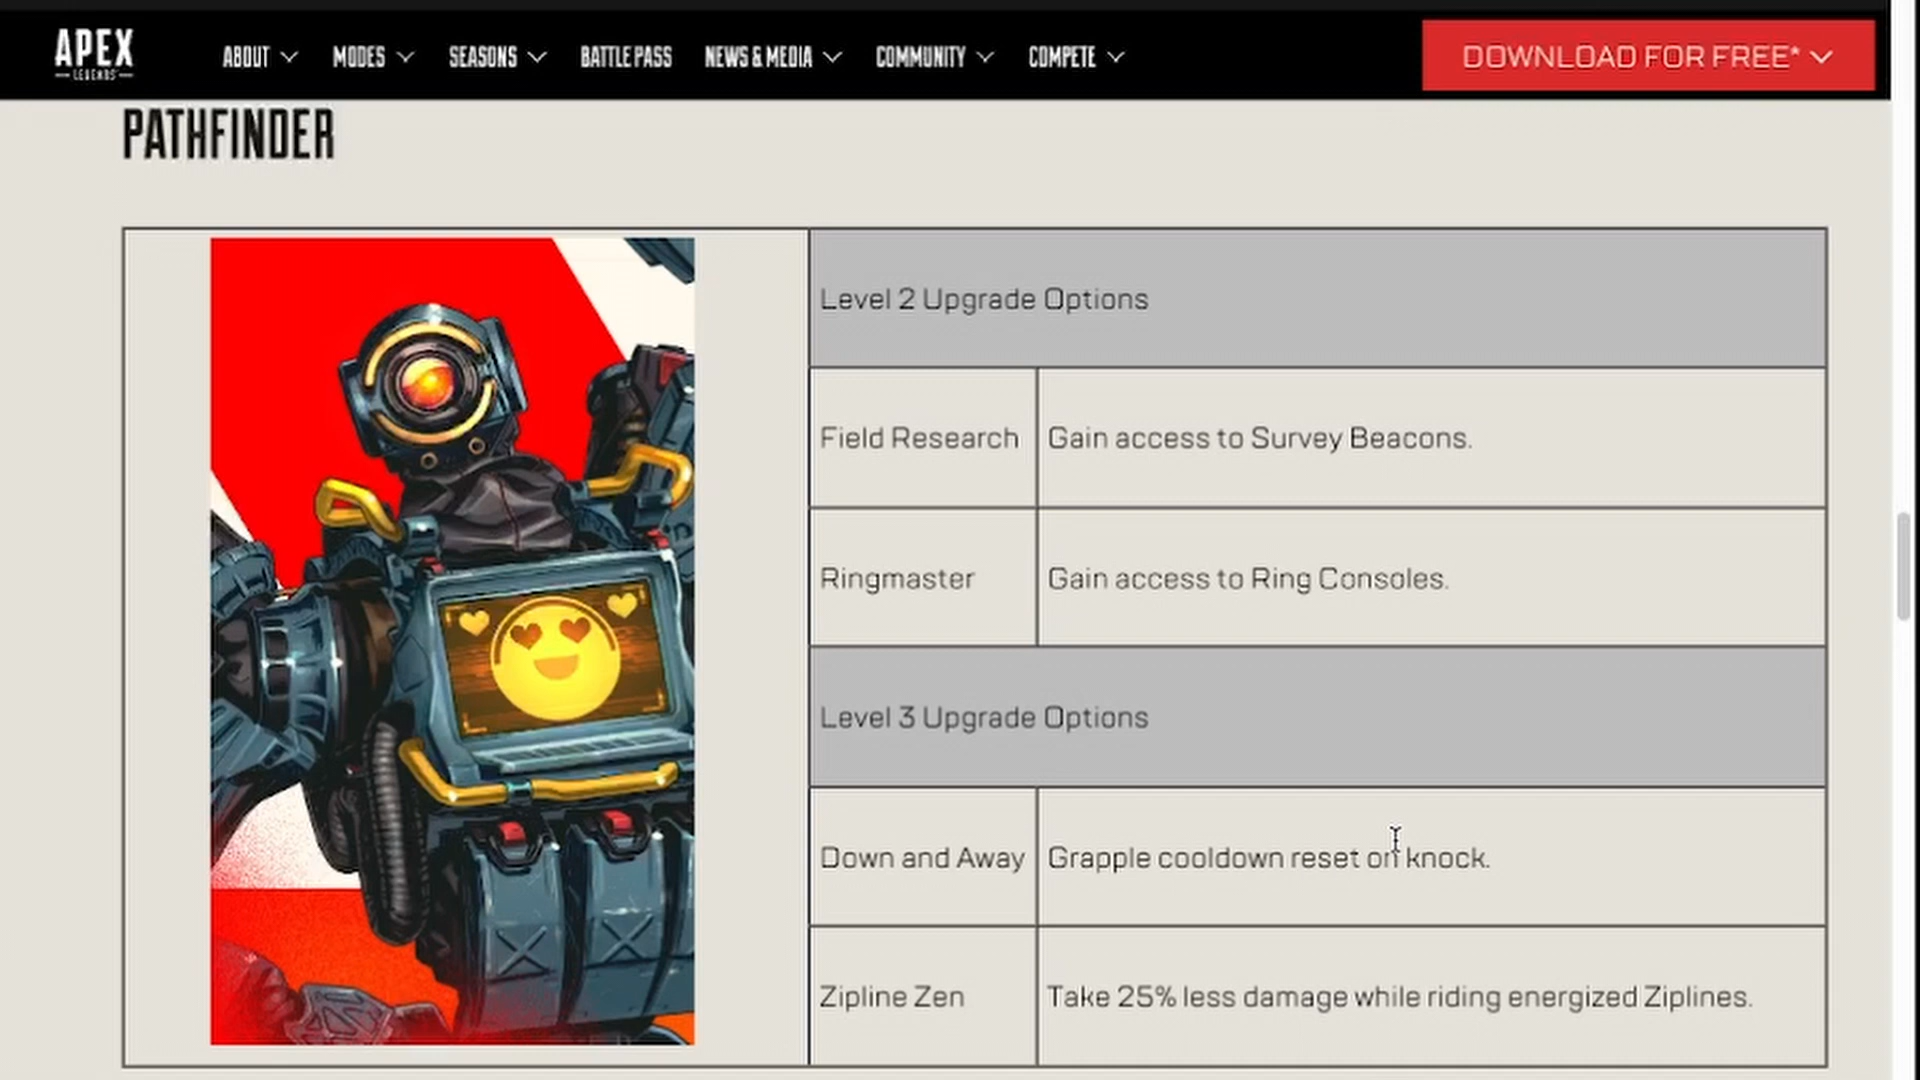 APEX
LEGENDS
ABOUT MODES SEASONS BATTLE PASS NEWS & MEDIA COMMUNITY COMPETE
DOWNLOAD FOR FREE*
PATHFINDER
Level 2 Upgrade Options
Field Research Gain access to Survey Beacons.
Ringmaster Gain access to Ring Consoles.
Level 3 Upgrade Options
Down and Away Grapple cooldown reset on knock.
Zipline Zen Take 25% less damage while riding energized Ziplines.